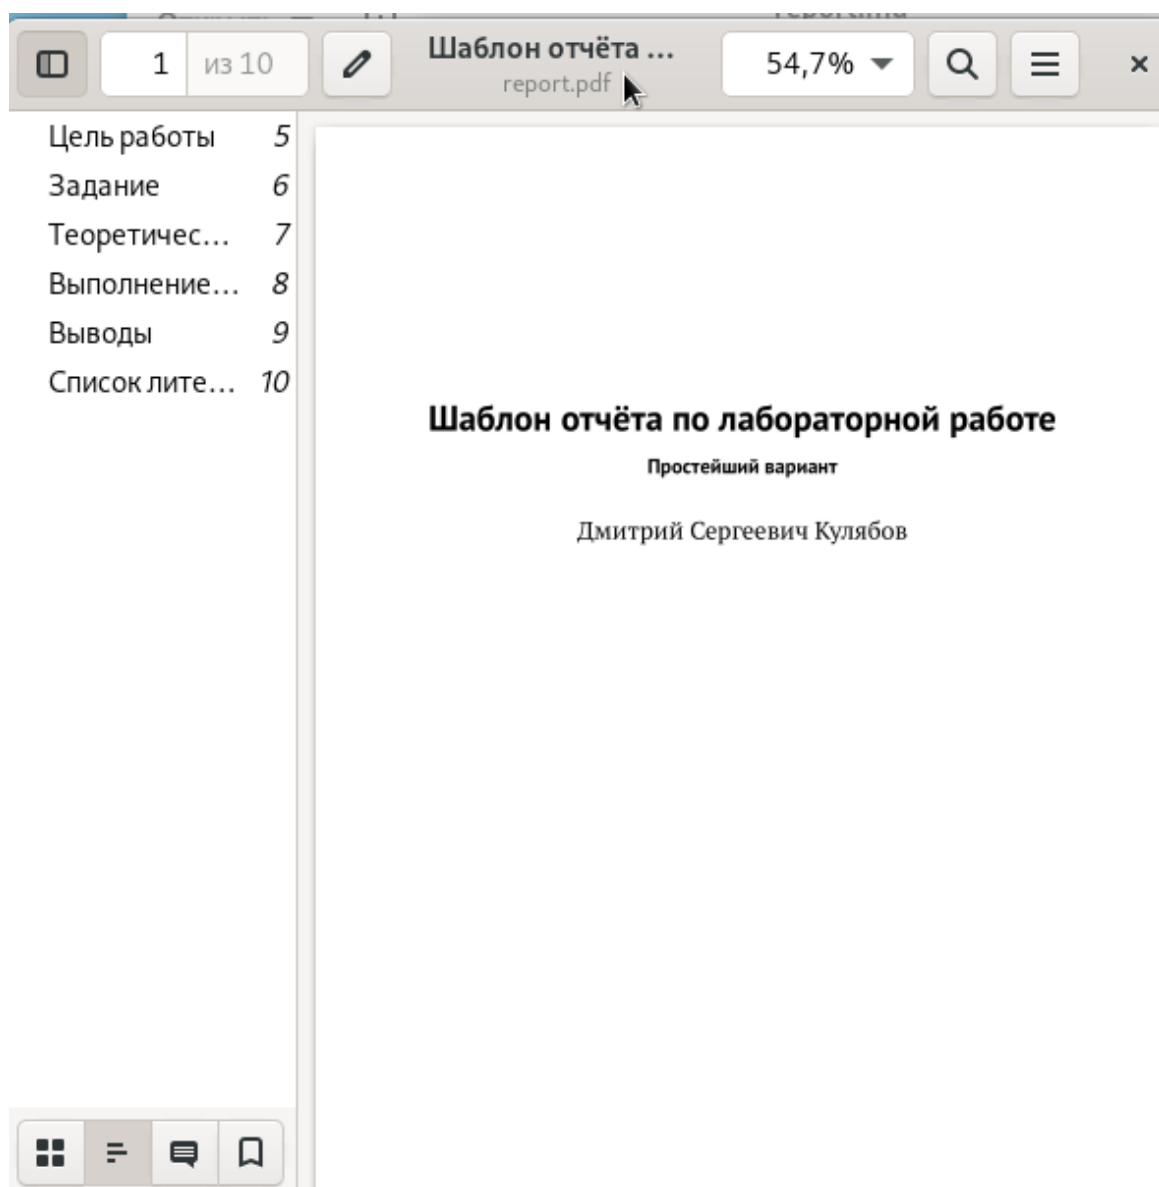 1 из 10
Шаблон отчёта ...
report.pdf
54,7%
Цель работы 5
Задание 6
Теоретичес... 7
Выполнение... 8
Выводы 9
Список лите... 10
Шаблон отчёта по лабораторной работе
Простейший вариант
Дмитрий Сергеевич Кулябов